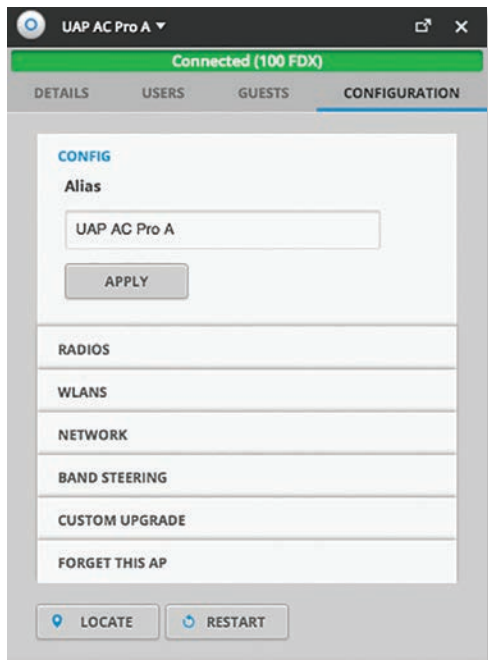 UAP AC Pro A
Connected (100 FDX)
DETAILS USERS GUESTS CONFIGURATION
CONFIG
Alias
UAP AC Pro A
APPLY
RADIOS
WLANS
NETWORK
BAND STEERING
CUSTOM UPGRADE
FORGET THIS AP
LOCATE RESTART